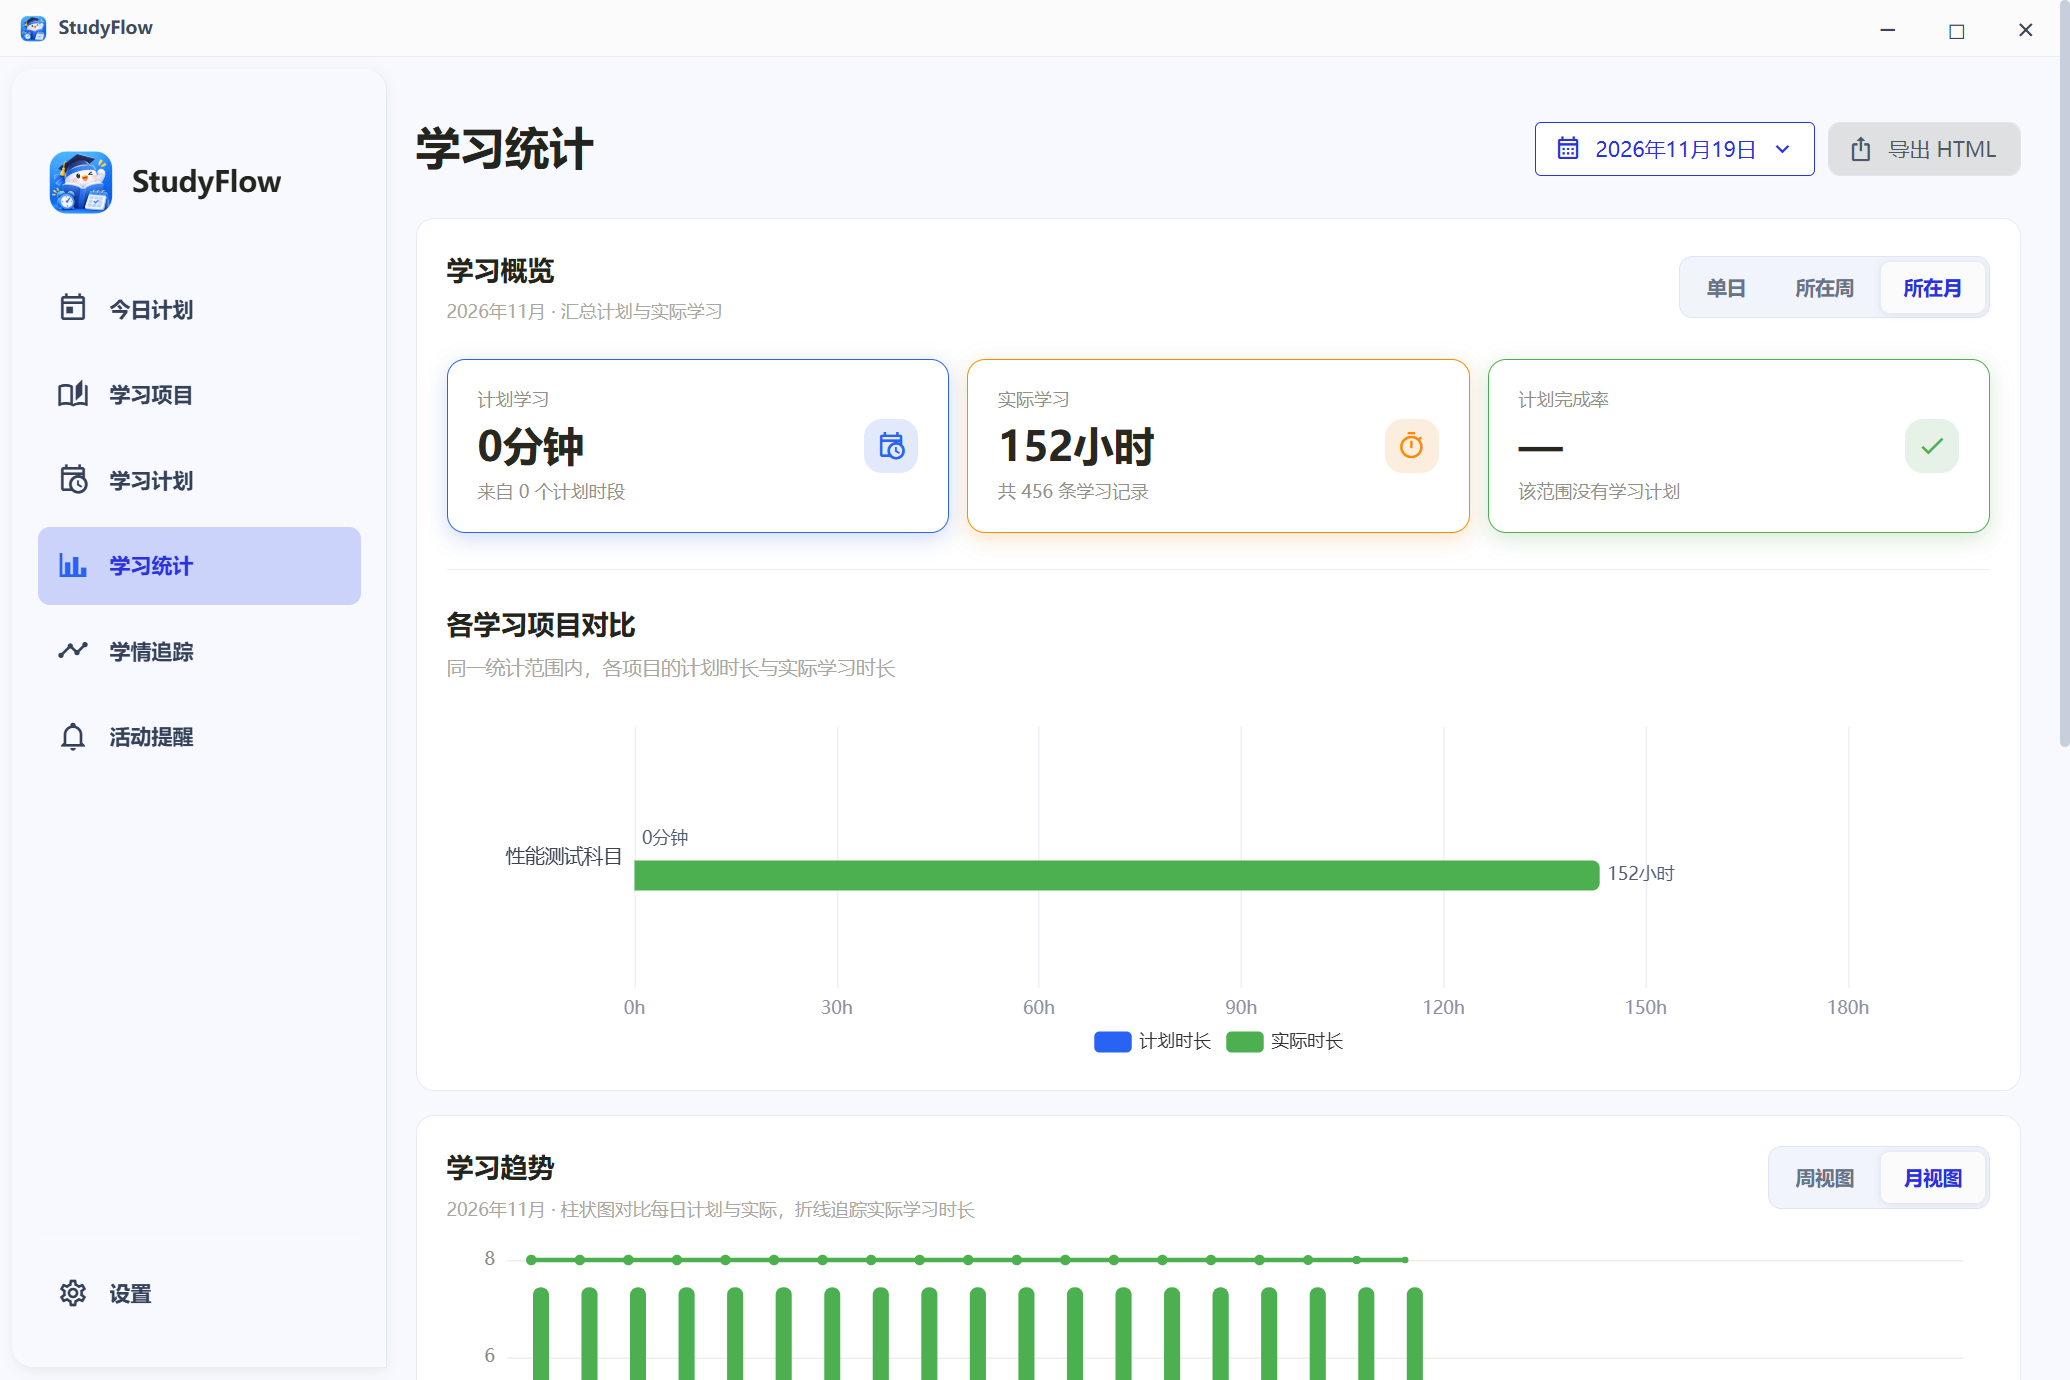 StudyFlow
StudyFlow
今日计划
学习项目
学习计划
学习统计
学情追踪
活动提醒
设置
学习统计
2026年11月19日
导出 HTML
学习概览
2026年11月 · 汇总计划与实际学习
单日
所在周
所在月
计划学习
0分钟
来自 0 个计划时段
实际学习
152小时
共 456 条学习记录
计划完成率
—
该范围没有学习计划
各学习项目对比
同一统计范围内，各项目的计划时长与实际学习时长
0分钟
性能测试科目
152小时
0h
30h
60h
90h
120h
150h
180h
计划时长
实际时长
学习趋势
2026年11月 · 柱状图对比每日计划与实际，折线追踪实际学习时长
周视图
月视图
8
6